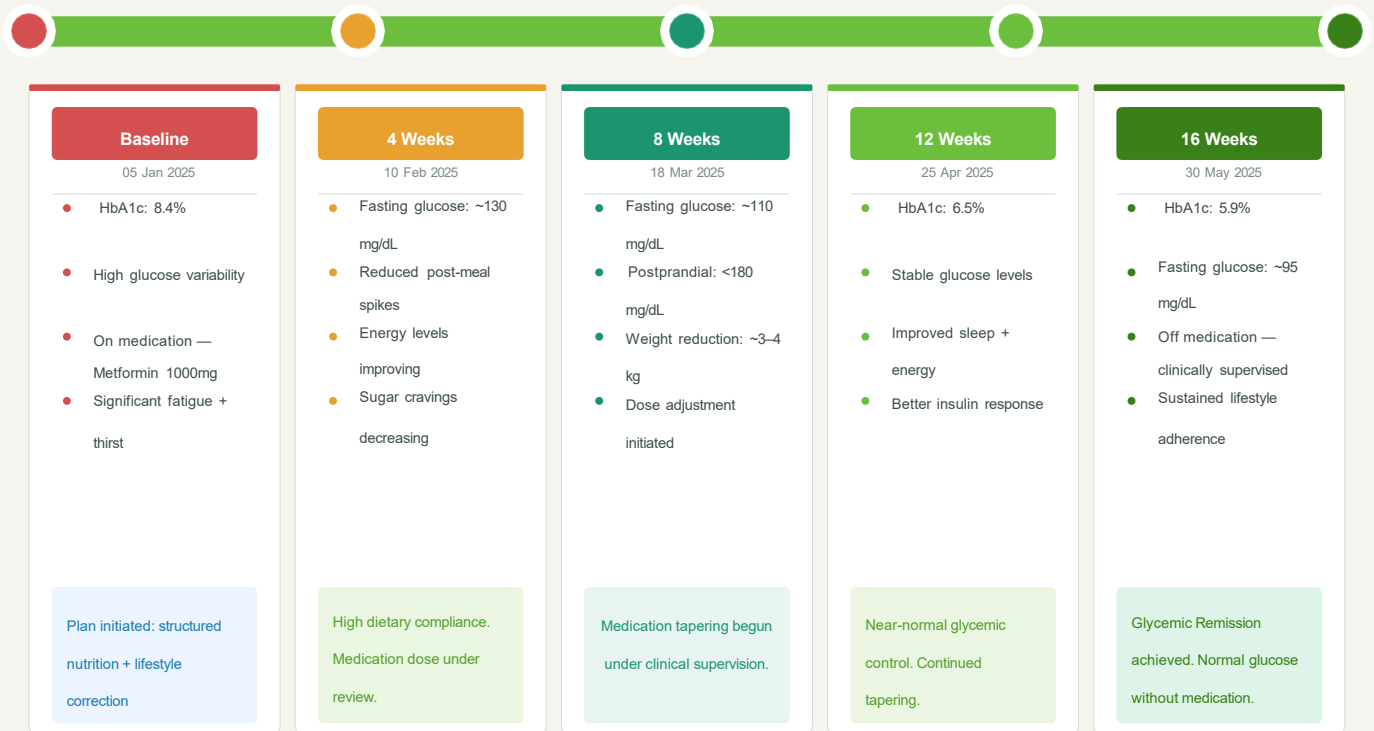 Baseline
05 Jan 2025
HbA1c: 8.4%
High glucose variability
On medication —
Metformin 1000mg
Significant fatigue +
thirst
Plan initiated: structured
nutrition + lifestyle
correction
4 Weeks
10 Feb 2025
Fasting glucose: ~130
mg/dL
Reduced post-meal
spikes
Energy levels
improving
Sugar cravings
decreasing
High dietary compliance.
Medication dose under
review.
8 Weeks
18 Mar 2025
Fasting glucose: ~110
mg/dL
Postprandial: <180
mg/dL
Weight reduction: ~3–4
kg
Dose adjustment
initiated
Medication tapering begun
under clinical supervision.
12 Weeks
25 Apr 2025
HbA1c: 6.5%
Stable glucose levels
Improved sleep +
energy
Better insulin response
Near-normal glycemic
control. Continued
tapering.
16 Weeks
30 May 2025
HbA1c: 5.9%
Fasting glucose: ~95
mg/dL
Off medication —
clinically supervised
Sustained lifestyle
adherence
Glycemic Remission
achieved. Normal glucose
without medication.